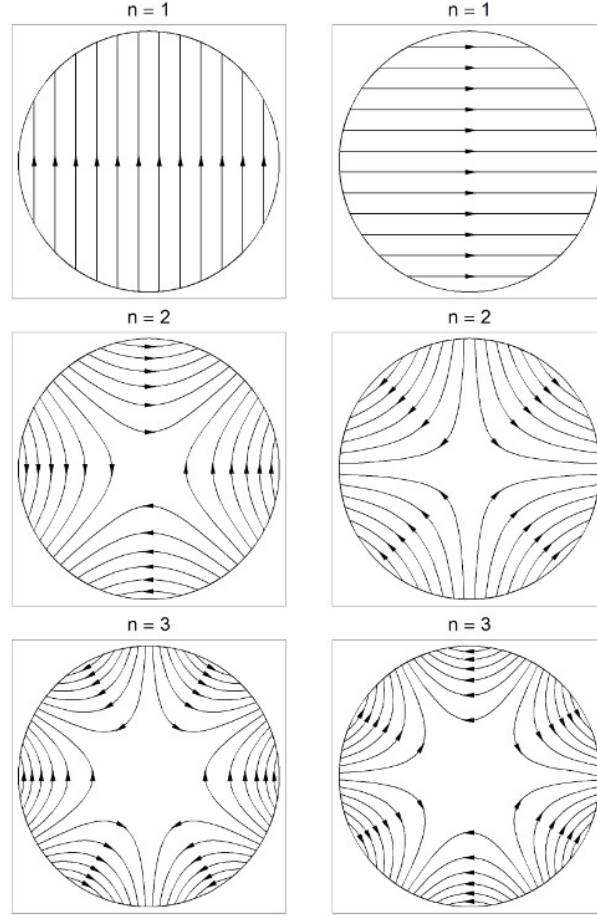 n = 1
n = 1
n = 2
n = 2
n = 3
n = 3